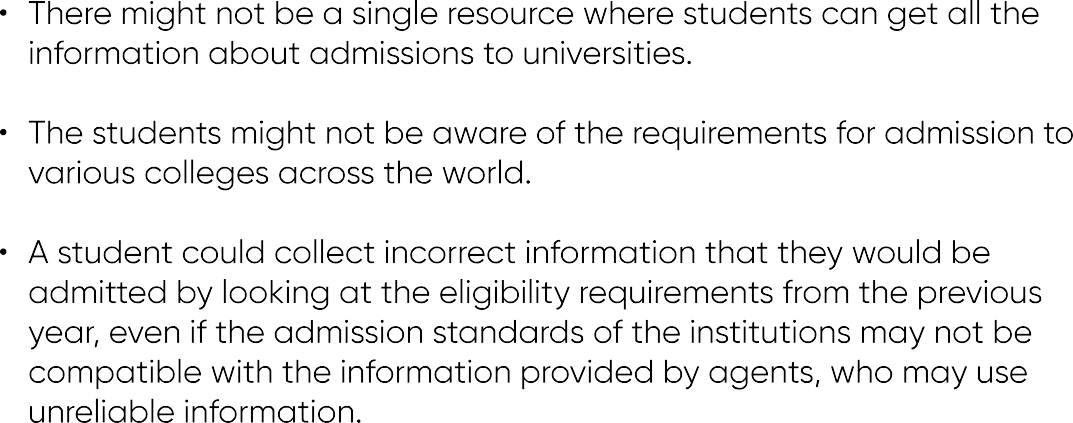 • There might not be a single resource where students can get all the
information about admissions to universities.
• The students might not be aware of the requirements for admission to
various colleges across the world.
• A student could collect incorrect information that they would be
admitted by looking at the eligibility requirements from the previous
year, even if the admission standards of the institutions may not be
compatible with the information provided by agents, who may use
unreliable information.